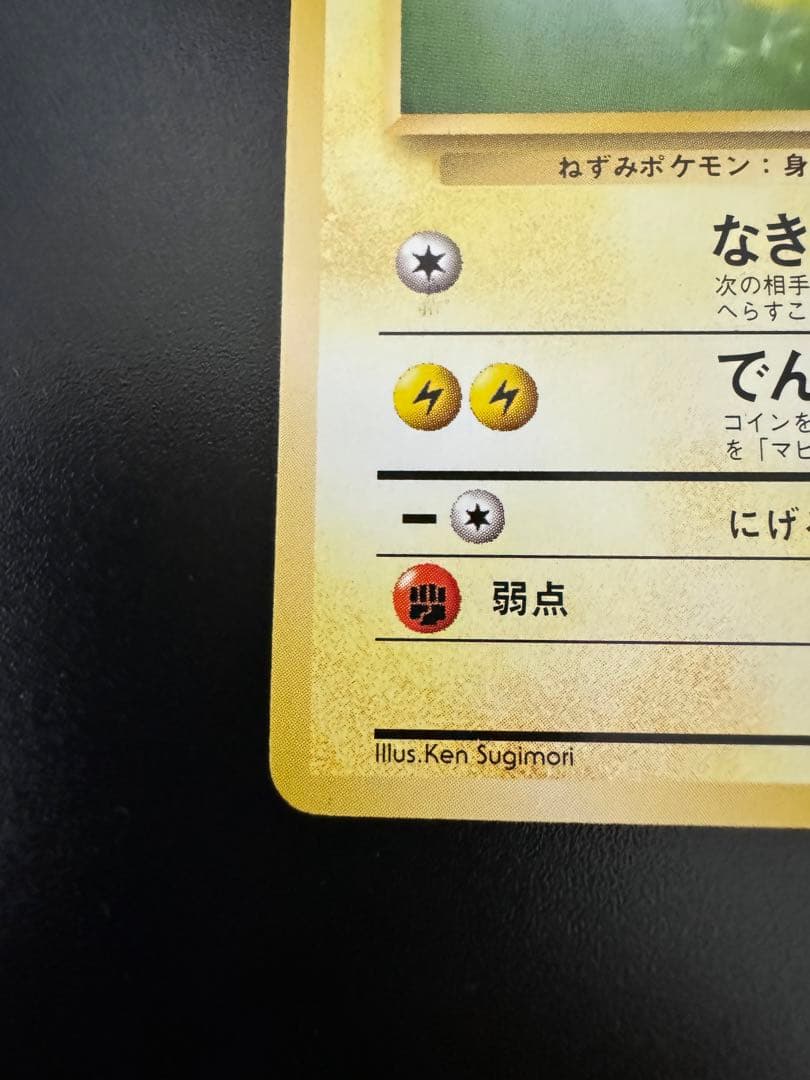 ねずみポケモン：身
なき
次の相手
へらすこ
でん
コインを
を「マヒ
にげ
弱点
Illus.Ken Sugimori